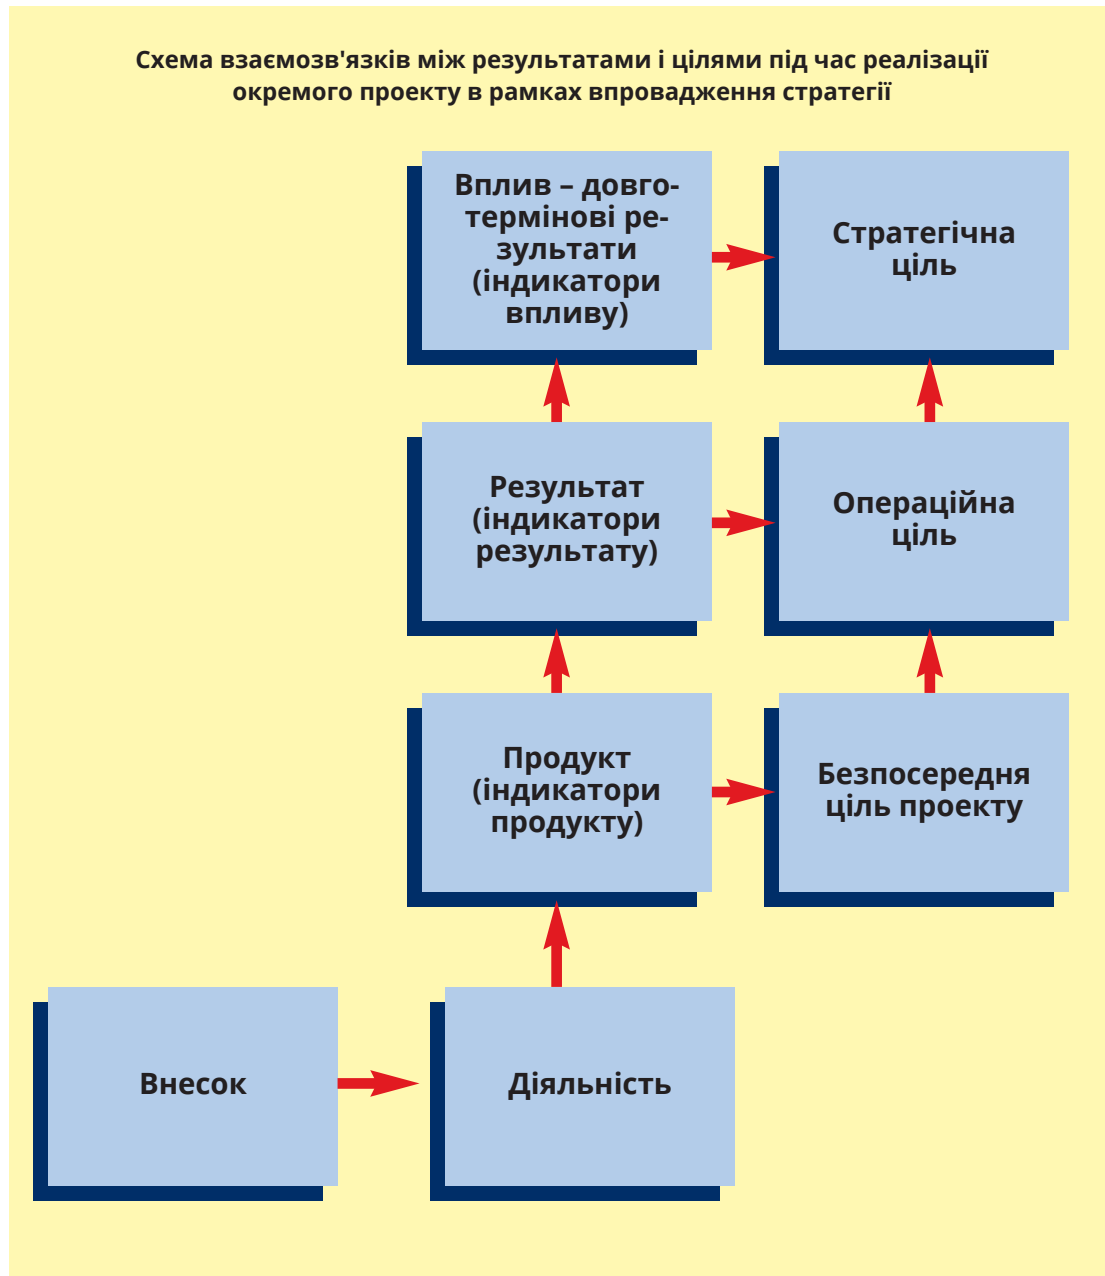 Схема взаємозв'язків між результатами і цілями під час реалізації
окремого проекту в рамках впровадження стратегії
Вплив – довго-
термінові ре-
зультати
(індикатори
впливу)
Стратегічна
ціль
Результат
(індикатори
результату)
Операційна
ціль
Продукт
(індикатори
продукту)
Безпосередня
ціль проекту
Внесок
Діяльність